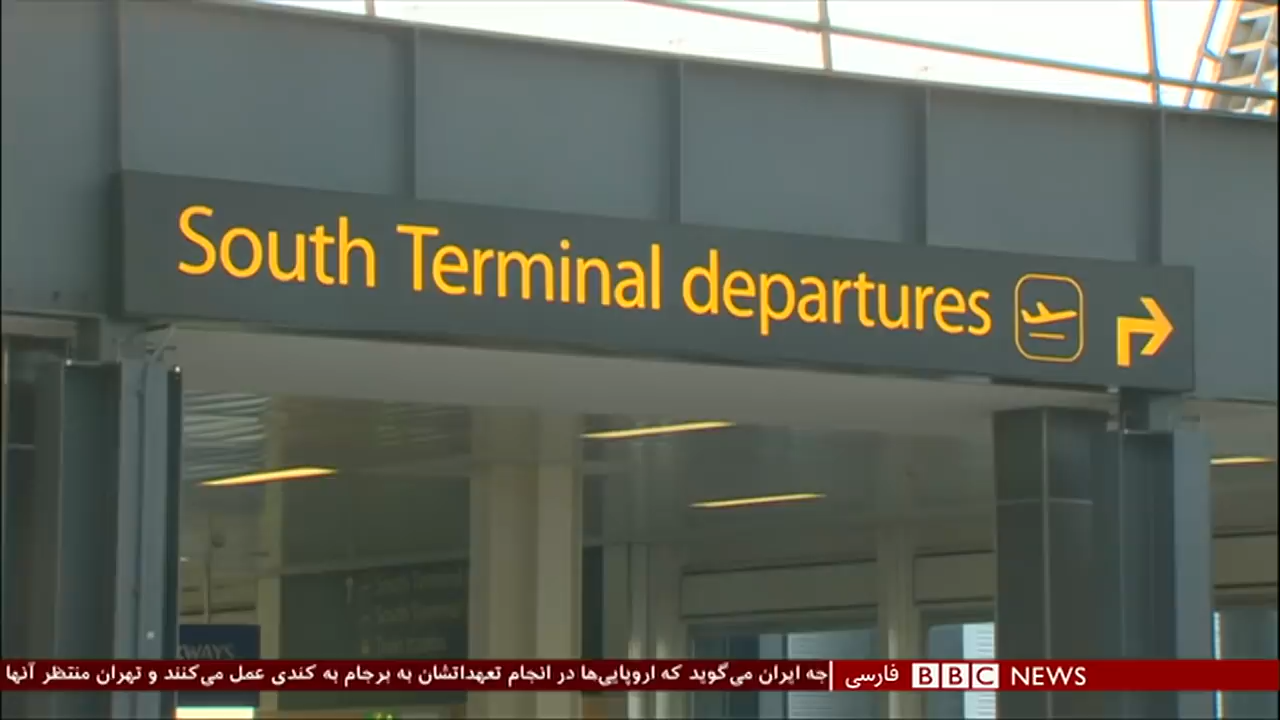 South Terminal departures
جه ایران می‌گوید که اروپایی‌ها در انجام تعهداتشان به برجام به کندی عمل می‌کنند و تهران منتظر آنها
BBC NEWS فارسی